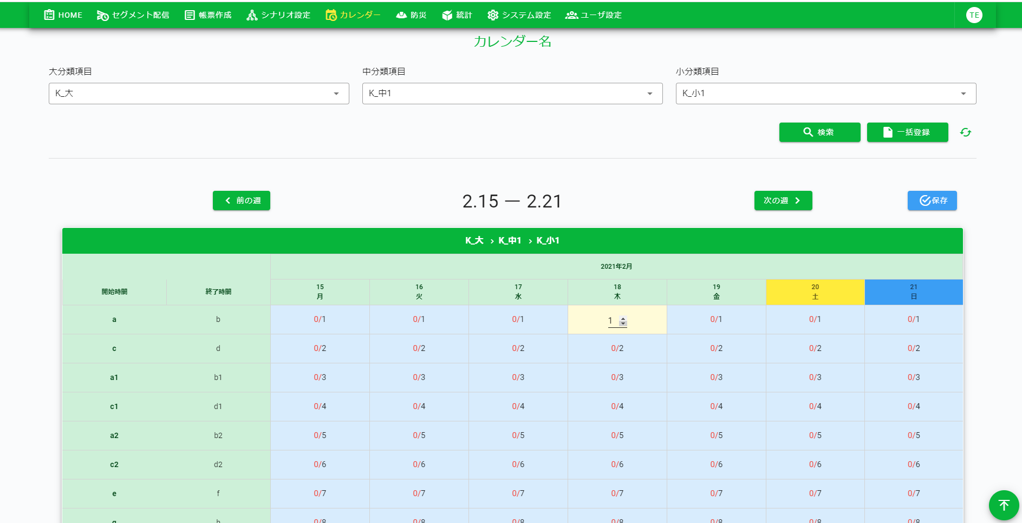 HOME セグメント配信 帳票作成 シナリオ設定 カレンダー 防災 統計 システム設定 ユーザ設定 TE
カレンダー名
大分類項目 中分類項目 小分類項目
K_大 K_中1 K_小1
検索 一括登録
前の週 2.15 — 2.21 次の週 保存
K_大 > K_中1 > K_小1
2021年2月
開始時間 終了時間 15 16 17 18 19 20 21
月 火 水 木 金 土 日
a b 0/1 0/1 0/1 1 0/1 0/1 0/1
c d 0/2 0/2 0/2 0/2 0/2 0/2 0/2
a1 b1 0/3 0/3 0/3 0/3 0/3 0/3 0/3
c1 d1 0/4 0/4 0/4 0/4 0/4 0/4 0/4
a2 b2 0/5 0/5 0/5 0/5 0/5 0/5 0/5
c2 d2 0/6 0/6 0/6 0/6 0/6 0/6 0/6
e f 0/7 0/7 0/7 0/7 0/7 0/7 0/7
0/8 0/8 0/8 0/8 0/8 0/8 0/8